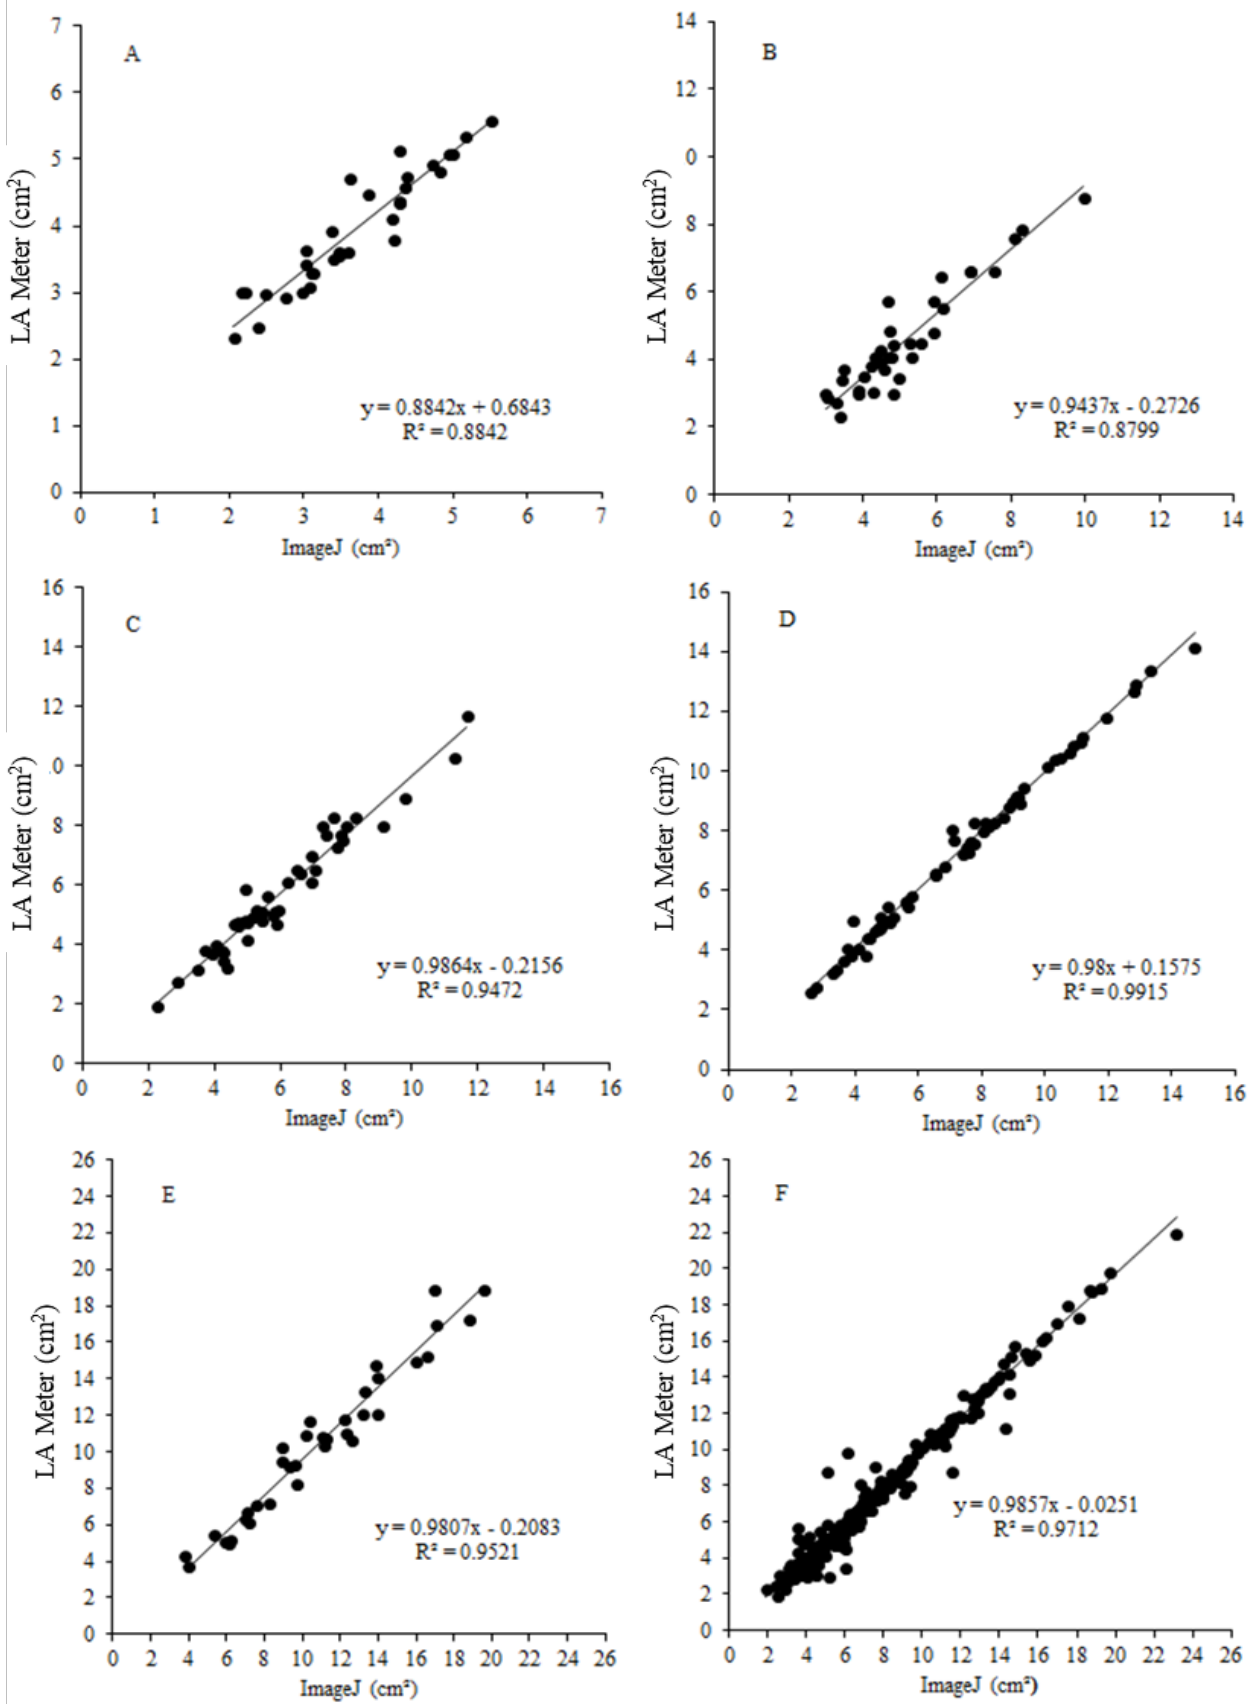 A
7
6
5
4
3
2
1
0
LA Meter (cm²)
y = 0.8842x + 0.6843
R² = 0.8842
0 1 2 3 4 5 6 7
ImageJ (cm²)
B
14
12
0
8
6
4
2
0
LA Meter (cm²)
y = 0.9437x - 0.2726
R² = 0.8799
0 2 4 6 8 10 12 14
ImageJ (cm²)
C
16
14
12
.0
8
6
4
2
0
LA Meter (cm²)
y = 0.9864x - 0.2156
R² = 0.9472
0 2 4 6 8 10 12 14 16
ImageJ (cm²)
D
16
14
12
10
8
6
4
2
0
LA Meter (cm²)
y = 0.98x + 0.1575
R² = 0.9915
0 2 4 6 8 10 12 14 16
ImageJ (cm²)
E
26
24
22
20
18
16
14
12
10
8
6
4
2
0
LA Meter (cm²)
y = 0.9807x - 0.2083
R² = 0.9521
0 2 4 6 8 10 12 14 16 18 20 22 24 26
ImageJ (cm²)
F
26
24
22
20
18
16
14
12
10
8
6
4
2
0
LA Meter (cm²)
y = 0.9857x - 0.0251
R² = 0.9712
0 2 4 6 8 10 12 14 16 18 20 22 24 26
ImageJ (cm²)